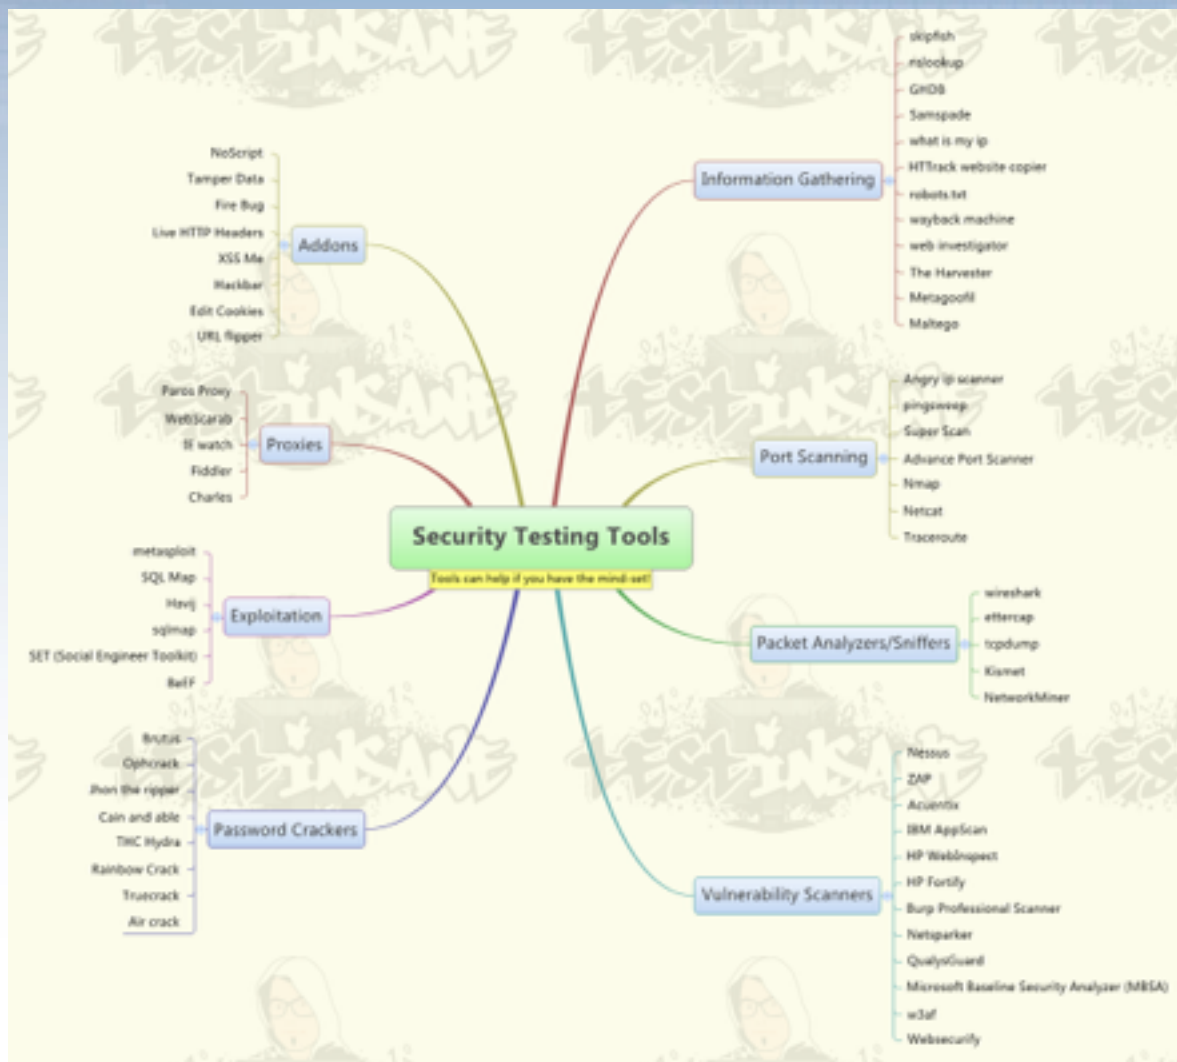 Security Testing Tools
Tools can help if you have the mind-set!
Information Gathering
skipfish
nslookup
GHDB
Samspade
what is my ip
HTTrack website copier
robots.txt
wayback machine
web investigator
The Harvester
Metagoofil
Maltego
Port Scanning
Angry ip scanner
pingsweep
Super Scan
Advance Port Scanner
Nmap
Netcat
Traceroute
Packet Analyzers/Sniffers
wireshark
ettercap
tcpdump
Kismet
NetworkMiner
Vulnerability Scanners
Nessus
ZAP
Acuentix
IBM AppScan
HP WebInspect
HP Fortify
Burp Professional Scanner
Netsparker
QualysGuard
Microsoft Baseline Security Analyzer (MBSA)
w3af
Websecurify
Addons
NoScript
Tamper Data
Fire Bug
Live HTTP Headers
XSS Me
Hackbar
Edit Cookies
URL flipper
Proxies
Paros Proxy
WebScarab
IE watch
Fiddler
Charles
Exploitation
metasploit
SQL Map
Havij
sqlmap
SET (Social Engineer Toolkit)
BeEF
Password Crackers
Brutus
Ophcrack
Jhon the ripper
Cain and able
THC Hydra
Rainbow Crack
Truecrack
Air crack
TEST INSANE